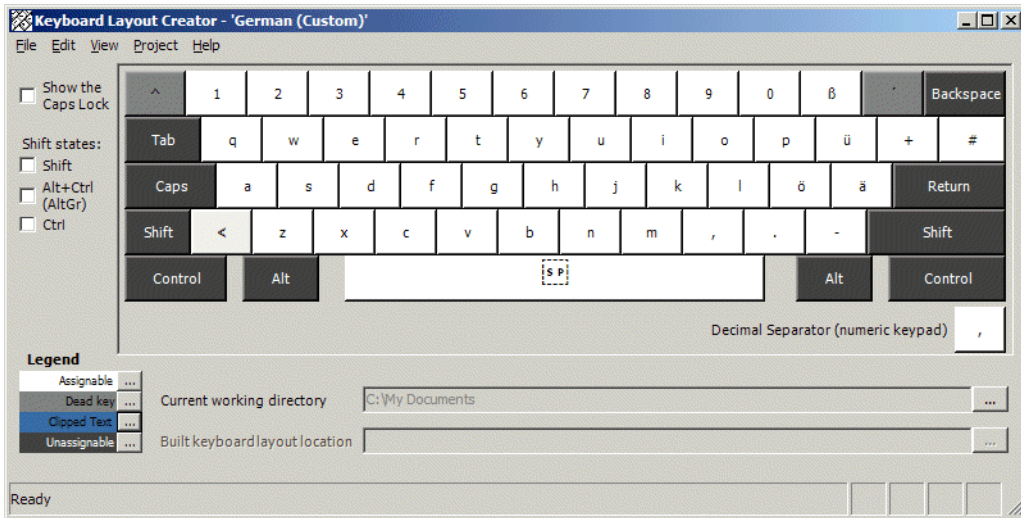 Keyboard Layout Creator - 'German (Custom)'
File Edit View Project Help
Show the
Caps Lock
Shift states:
Shift
Alt+Ctrl
(AltGr)
Ctrl
^ 1 2 3 4 5 6 7 8 9 0 ß ´ Backspace
Tab q w e r t y u i o p ü + #
Caps a s d f g h j k l ö ä Return
Shift < z x c v b n m , . - Shift
Control Alt SP Alt Control
Decimal Separator (numeric keypad) ,
Legend
Assignable ...
Dead key ...
Clipped Text ...
Unassignable ...
Current working directory C:\My Documents ...
Built keyboard layout location ...
Ready